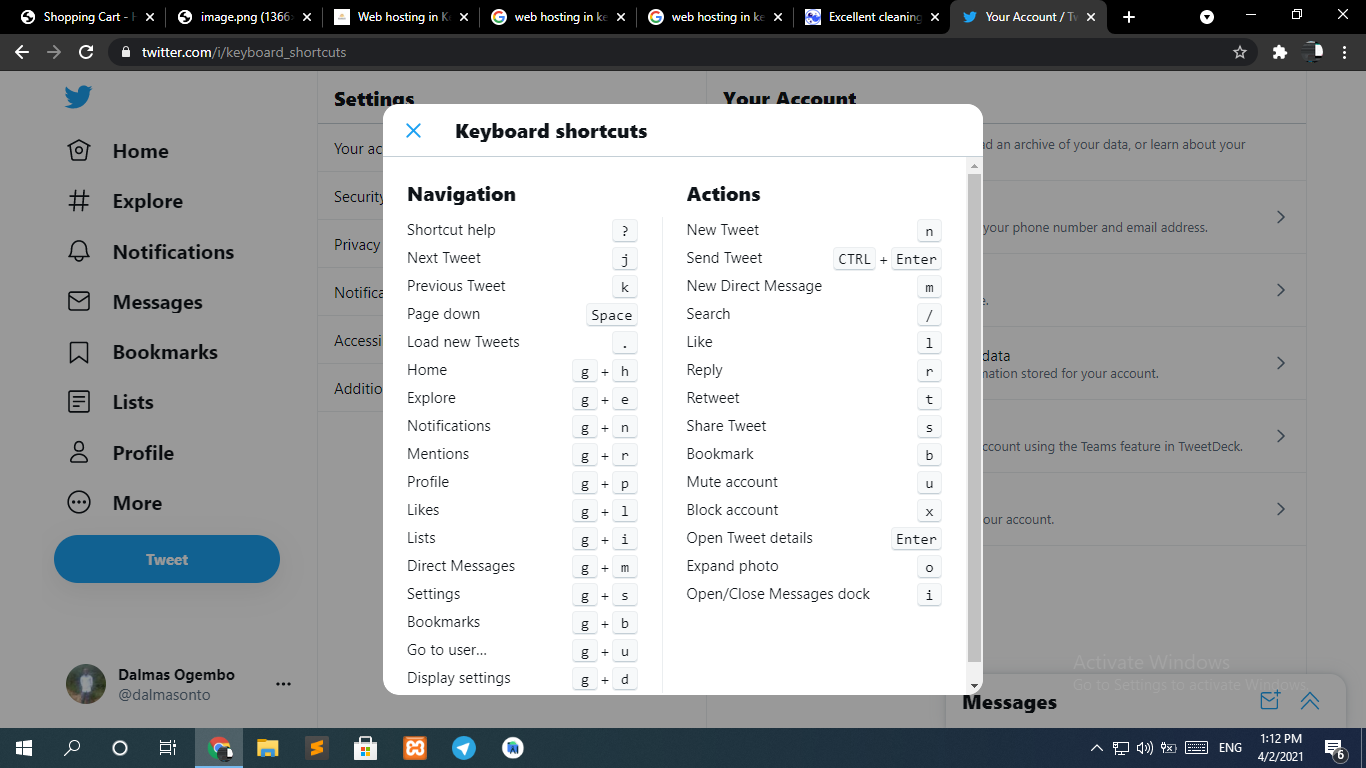 Shopping Cart - H
image.png (1366
Web hosting in K
web hosting in ke
web hosting in ke
Excellent cleaning
Your Account / Tw
twitter.com/i/keyboard_shortcuts
Home
Explore
Notifications
Messages
Bookmarks
Lists
Profile
More
Tweet
Dalmas Ogembo
@dalmasonto
Settings
Your ac
Security
Privacy
Notifica
Accessi
Additio
Your Account
ad an archive of your data, or learn about your
your phone number and email address.
e.
data
mation stored for your account.
ccount using the Teams feature in TweetDeck.
our account.
Keyboard shortcuts
Navigation
Shortcut help ?
Next Tweet j
Previous Tweet k
Page down Space
Load new Tweets .
Home g + h
Explore g + e
Notifications g + n
Mentions g + r
Profile g + p
Likes g + l
Lists g + i
Direct Messages g + m
Settings g + s
Bookmarks g + b
Go to user... g + u
Display settings g + d
Actions
New Tweet n
Send Tweet CTRL + Enter
New Direct Message m
Search /
Like l
Reply r
Retweet t
Share Tweet s
Bookmark b
Mute account u
Block account x
Open Tweet details Enter
Expand photo o
Open/Close Messages dock i
Activate Windows
Go to Settings to activate Windows.
Messages
ENG
1:12 PM
4/2/2021
6